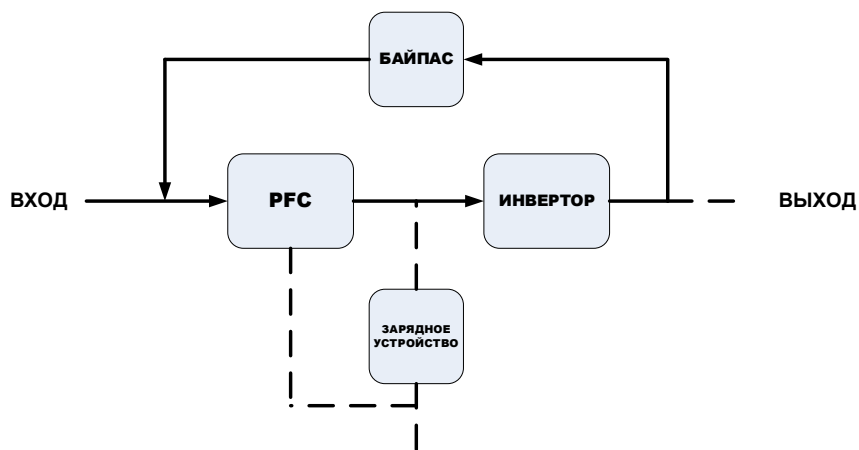 БАЙПАС
ВХОД
PFC
ИНВЕРТОР
ВЫХОД
ЗАРЯДНОЕ
УСТРОЙСТВО